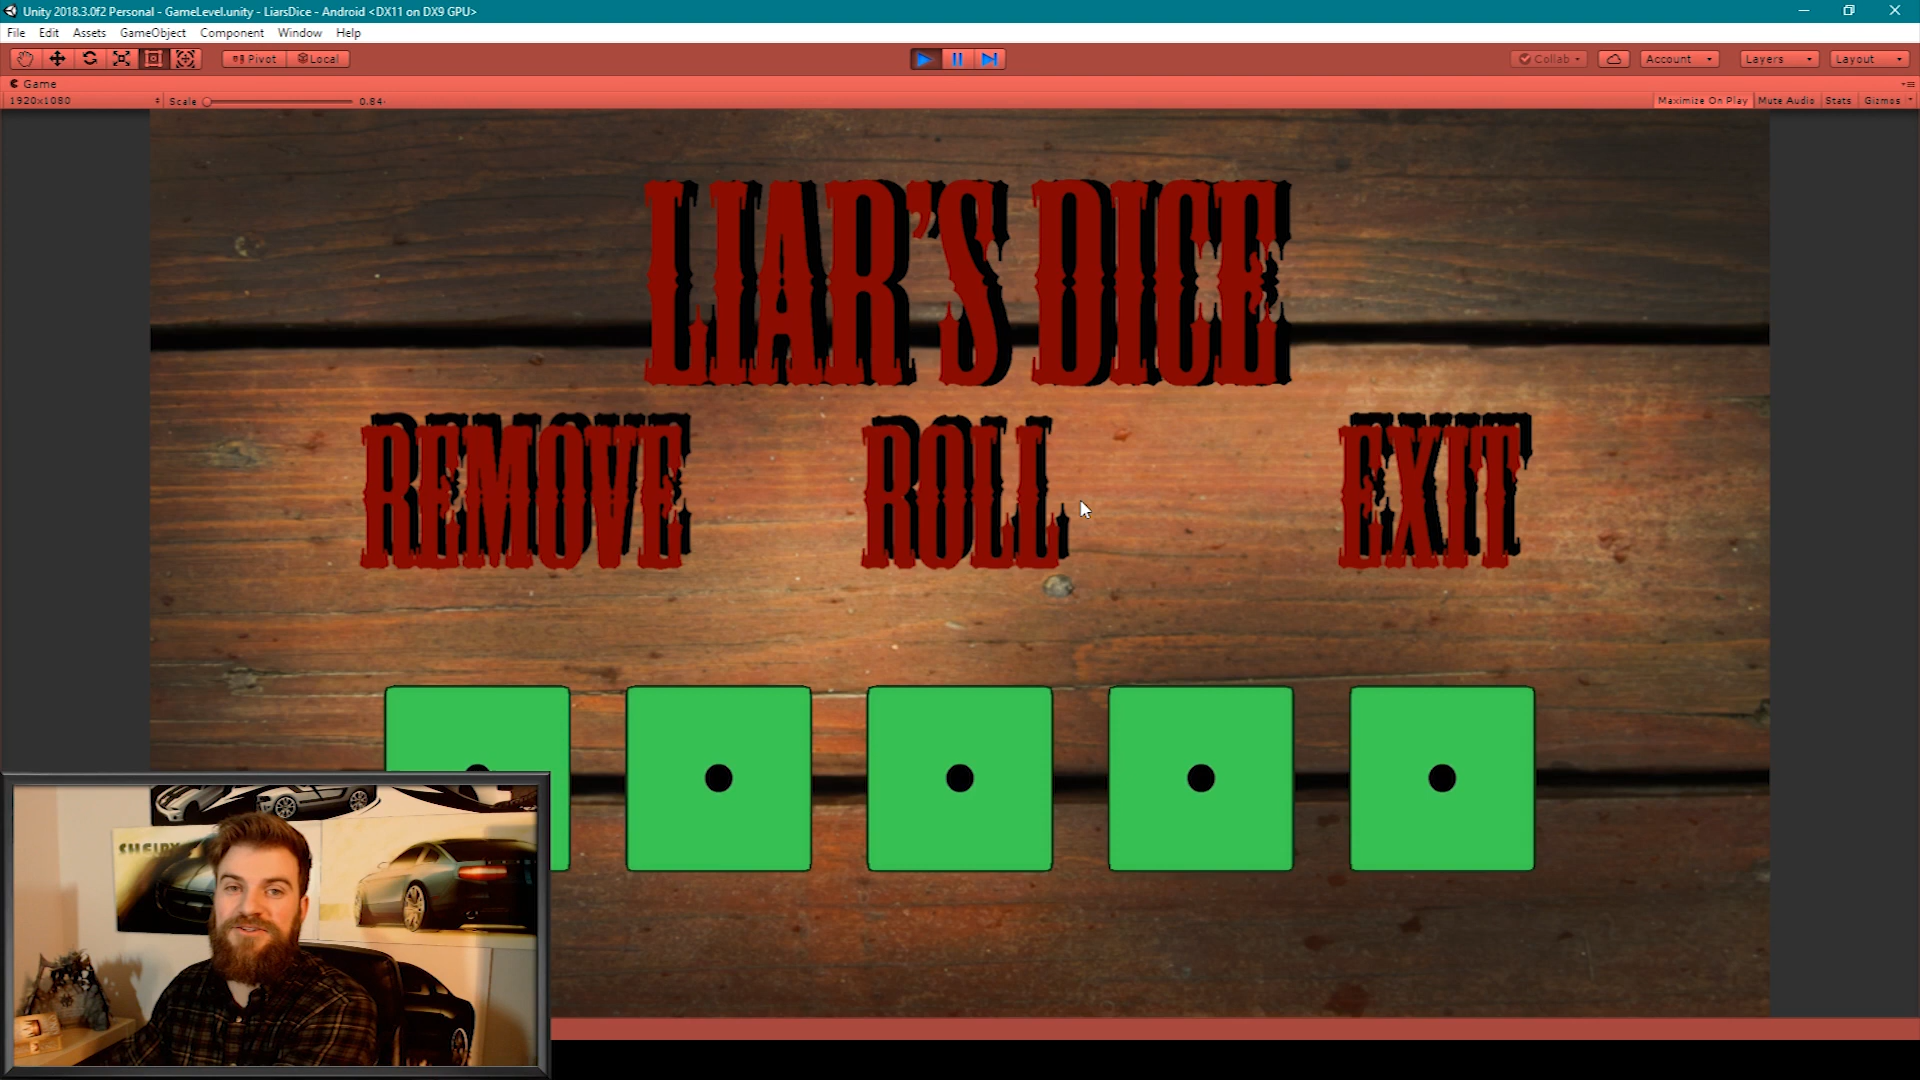 Unity 2018.3.0f2 Personal - GameLevel.unity - LiarsDice - Android <DX11 on DX9 GPU>
File Edit Assets GameObject Component Window Help
Pivot Local Collab Account Layers Layout
Game
1920x1080 Scale 0.84 Maximize On Play Mute Audio Stats Gizmos
LIAR'S DICE
REMOVE ROLL EXIT
SHELBY